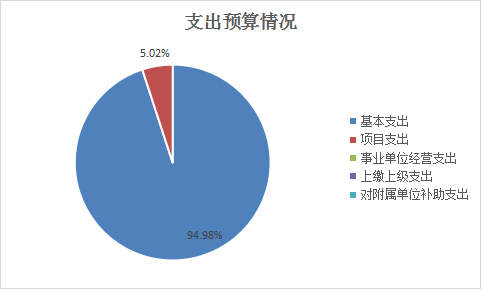 支出预算情况
5.02%
94.98%
基本支出
项目支出
事业单位经营支出
上缴上级支出
对附属单位补助支出